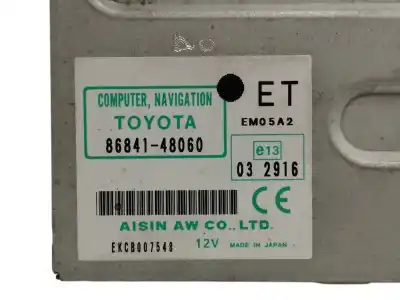 COMPUTER, NAVIGATION
TOYOTA
86841-48060
ET
EM05A2
e13
03 2916
CE
AISIN AW CO., LTD.
EKCB007548
12V
MADE IN JAPAN